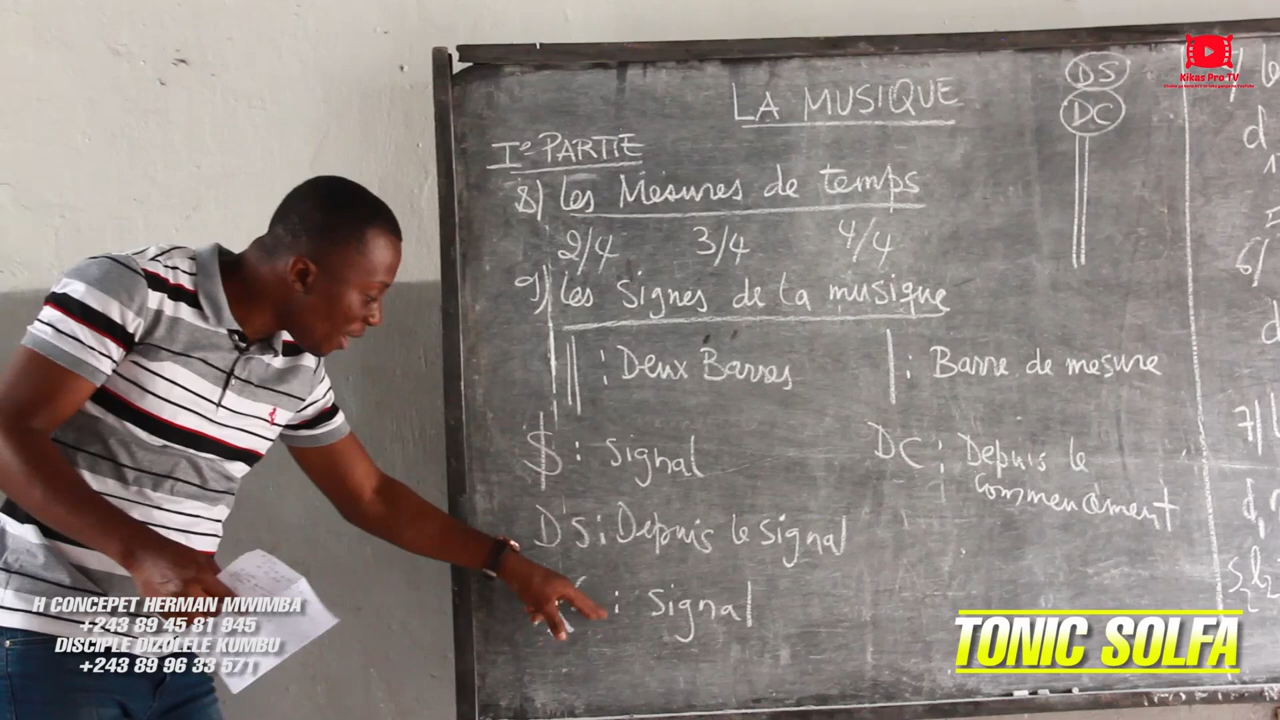 LA MUSIQUE
DS
DC
Iᵉ PARTIE
8) les Mesures de temps
2/4 3/4 4/4
9) les Signes de la musique
|| : Deux Barres
| : Barre de mesure
$ : Signal
DC : Depuis le
Commencement
D'S : Depuis le signal
: Signal
6/
d
7/
d,
Kikas Pro TV
H CONCEPET HERMAN MWIMBA
+243 89 45 81 945
DISCIPLE DIZOLELE KUMBU
+243 89 96 33 571
TONIC SOLFA